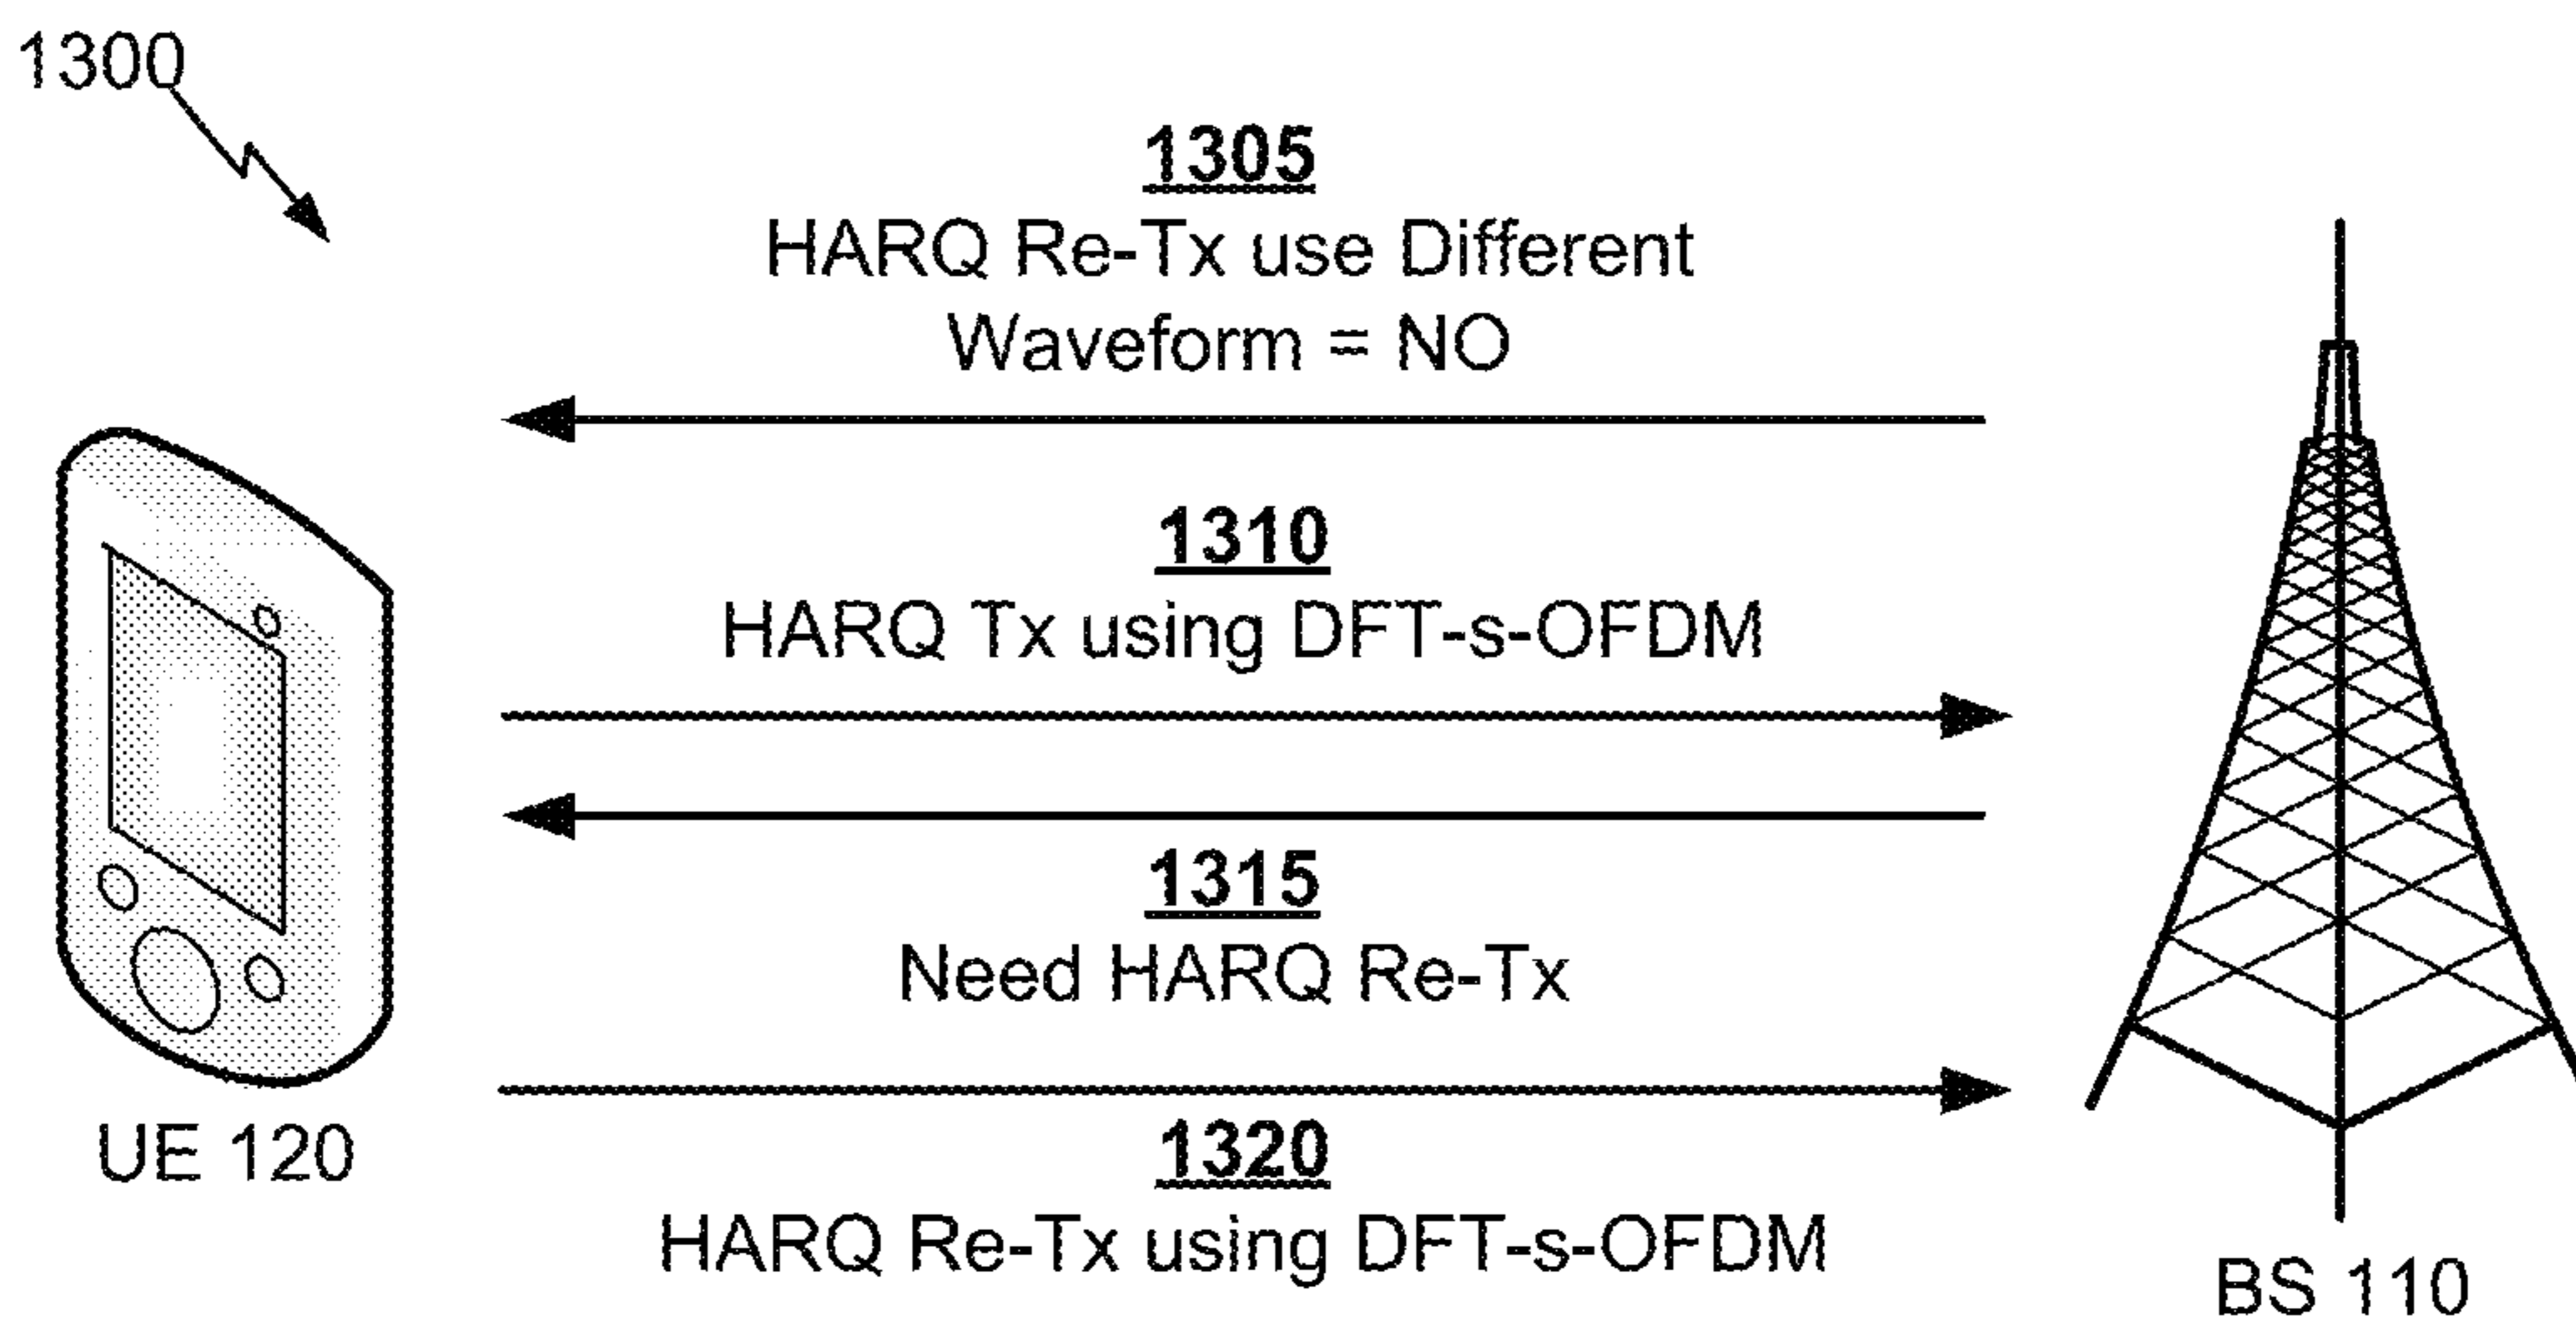 1300
1305
HARQ Re-Tx use Different
Waveform = NO
1310
HARQ Tx using DFT-s-OFDM
1315
Need HARQ Re-Tx
1320
HARQ Re-Tx using DFT-s-OFDM
UE 120
BS 110